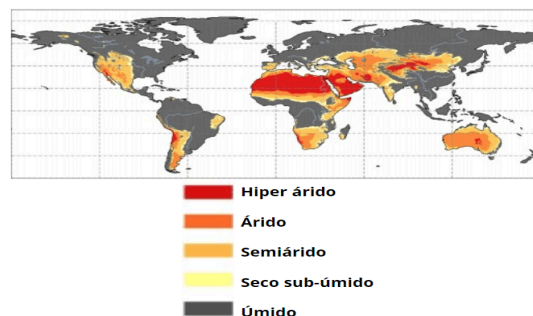 Hiper árido
Árido
Semiárido
Seco sub-úmido
Úmido